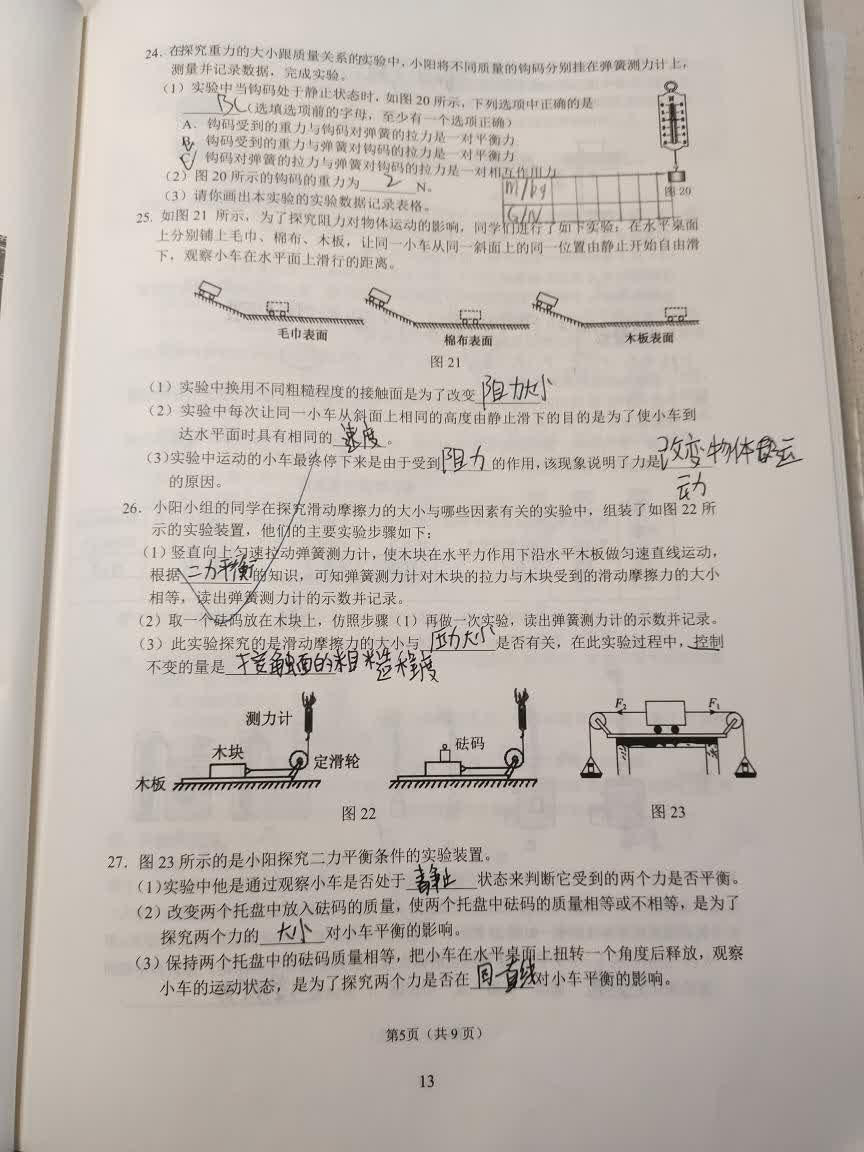 24. 在探究重力的大小跟质量关系的实验中，小阳将不同质量的钩码分别挂在弹簧测力计上，
测量并记录数据，完成实验。
（1）实验中当钩码处于静止状态时，如图 20 所示，下列选项中正确的是
BC（选填选项前的字母，至少有一个选项正确）
A. 钩码受到的重力与钩码对弹簧的拉力是一对平衡力
B. 钩码受到的重力与弹簧对钩码的拉力是一对平衡力
C. 钩码对弹簧的拉力与弹簧对钩码的拉力是一对相互作用力
（2）图 20 所示的钩码的重力为 2 N。
m/kg
图 20
（3）请你画出本实验的实验数据记录表格。
G/N
25. 如图 21 所示，为了探究阻力对物体运动的影响，同学们进行了如下实验：在水平桌面
上分别铺上毛巾、棉布、木板，让同一小车从同一斜面上的同一位置由静止开始自由滑
下，观察小车在水平面上滑行的距离。
毛巾表面 棉布表面 木板表面
图 21
（1）实验中换用不同粗糙程度的接触面是为了改变 阻力大小
（2）实验中每次让同一小车从斜面上相同的高度由静止滑下的目的是为了使小车到
达水平面时具有相同的 速度 。
（3）实验中运动的小车最终停下来是由于受到 阻力 的作用，该现象说明了力是 改变物体 运
动
的原因。
26. 小阳小组的同学在探究滑动摩擦力的大小与哪些因素有关的实验中，组装了如图 22 所
示的实验装置，他们的主要实验步骤如下：
（1）竖直向上匀速拉动弹簧测力计，使木块在水平力作用下沿水平木板做匀速直线运动，
根据 二力平衡 的知识，可知弹簧测力计对木块的拉力与木块受到的滑动摩擦力的大小
相等，读出弹簧测力计的示数并记录。
（2）取一个砝码放在木块上，仿照步骤（1）再做一次实验，读出弹簧测力计的示数并记录。
（3）此实验探究的是滑动摩擦力的大小与 压力大小 是否有关，在此实验过程中，控制
不变的量是 接触面的粗糙程度
测力计 木块 定滑轮 木板 砝码 F₂ F₁
图 22 图 23
27. 图 23 所示的是小阳探究二力平衡条件的实验装置。
（1）实验中他是通过观察小车是否处于 静止 状态来判断它受到的两个力是否平衡。
（2）改变两个托盘中放入砝码的质量，使两个托盘中砝码的质量相等或不相等，是为了
探究两个力的 大小 对小车平衡的影响。
（3）保持两个托盘中的砝码质量相等，把小车在水平桌面上扭转一个角度后释放，观察
小车的运动状态，是为了探究两个力是否在 同一直线 对小车平衡的影响。
第5页（共 9 页）
13